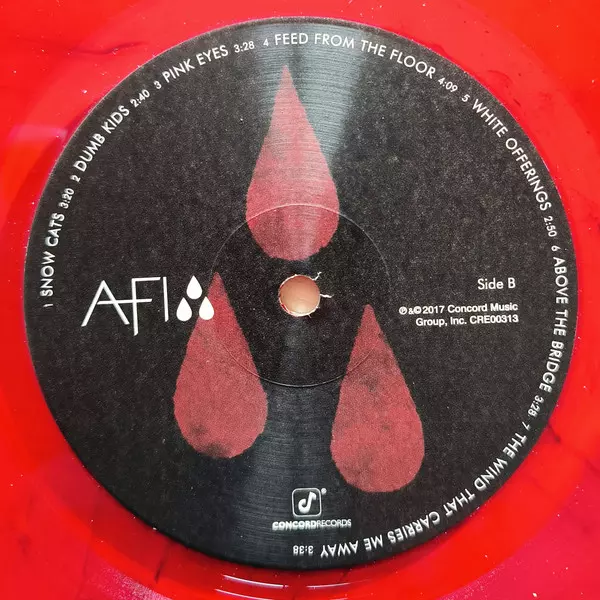 1 SNOW CATS 3:20 2 DUMB KIDS 2:40 3 PINK EYES 3:28 4 FEED FROM THE FLOOR 4:09 5 WHITE OFFERINGS 2:50 6 ABOVE THE BRIDGE 3:28 7 THE WIND THAT CARRIES ME AWAY 3:38
AFI
Side B
℗&© 2017 Concord Music
Group, Inc. CRE00313
CONCORDRECORDS